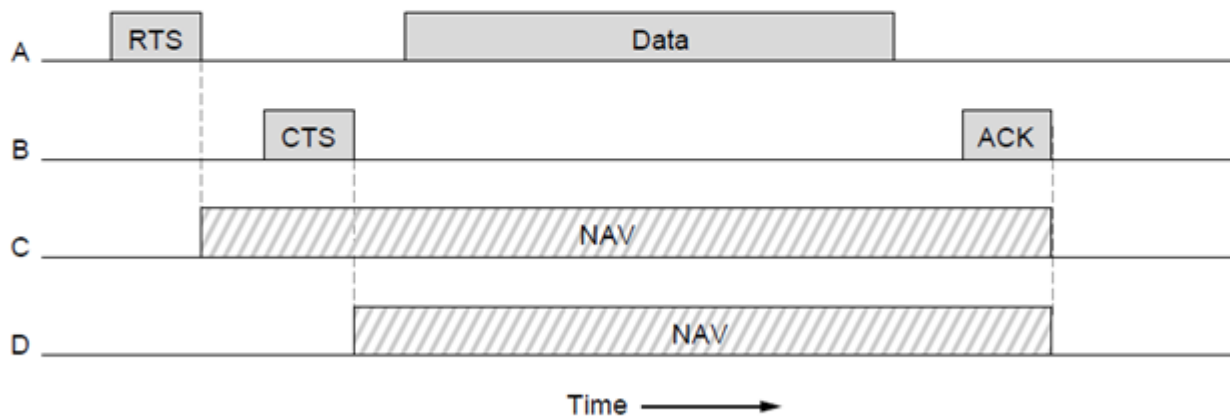 A RTS Data
B CTS ACK
C NAV
D NAV
Time